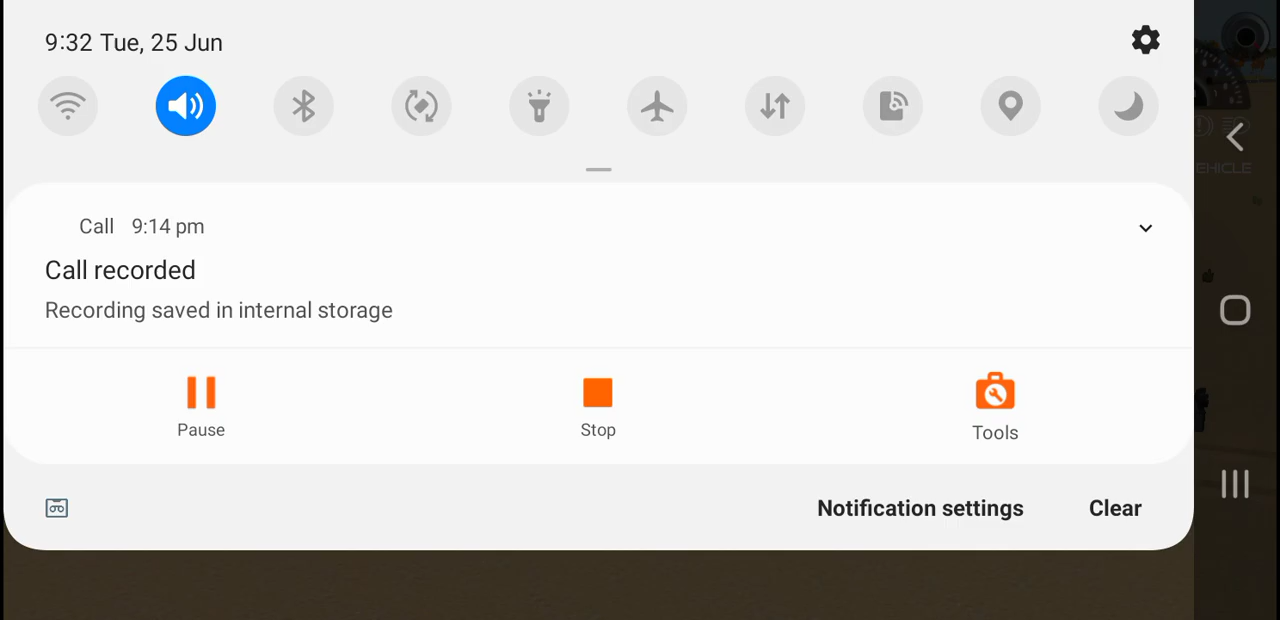 9:32 Tue, 25 Jun
EHICLE
Call 9:14 pm
Call recorded
Recording saved in internal storage
Pause
Stop
Tools
Notification settings
Clear